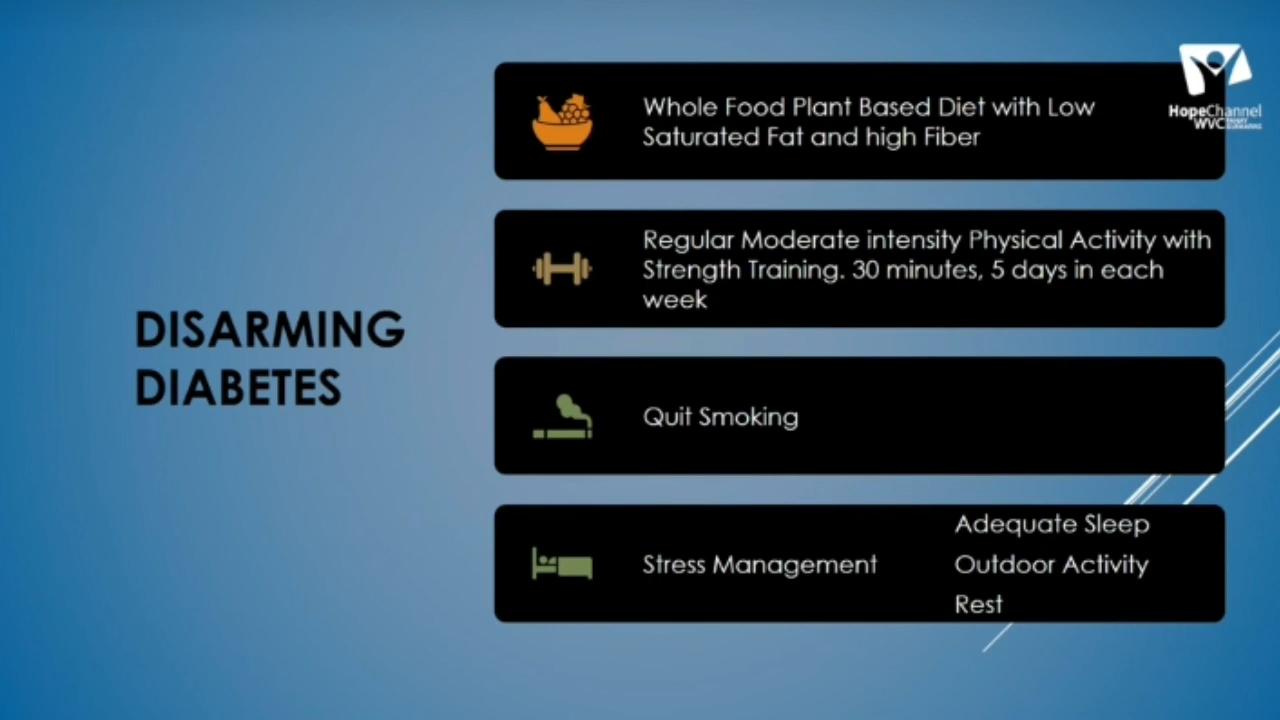 DISARMING
DIABETES
Whole Food Plant Based Diet with Low
Saturated Fat and high Fiber
Regular Moderate intensity Physical Activity with
Strength Training. 30 minutes, 5 days in each
week
Quit Smoking
Stress Management
Adequate Sleep
Outdoor Activity
Rest
HopeChannel
WVC